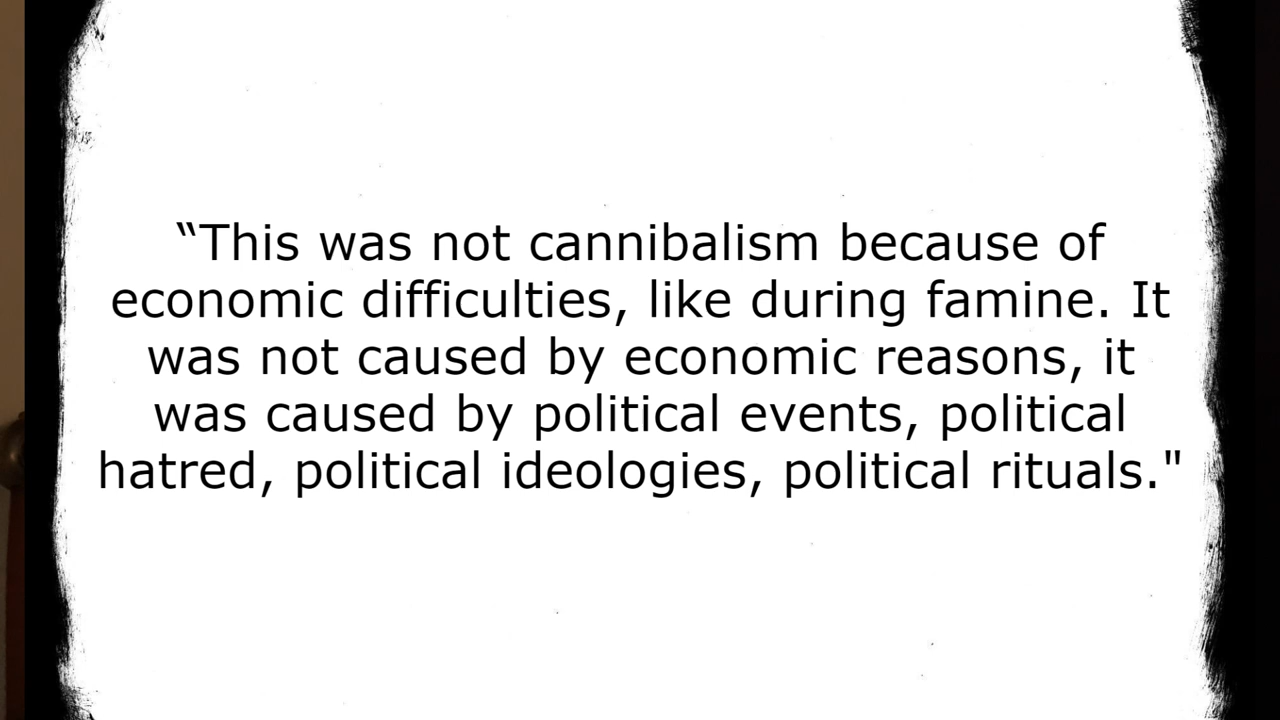 “This was not cannibalism because of
economic difficulties, like during famine. It
was not caused by economic reasons, it
was caused by political events, political
hatred, political ideologies, political rituals."